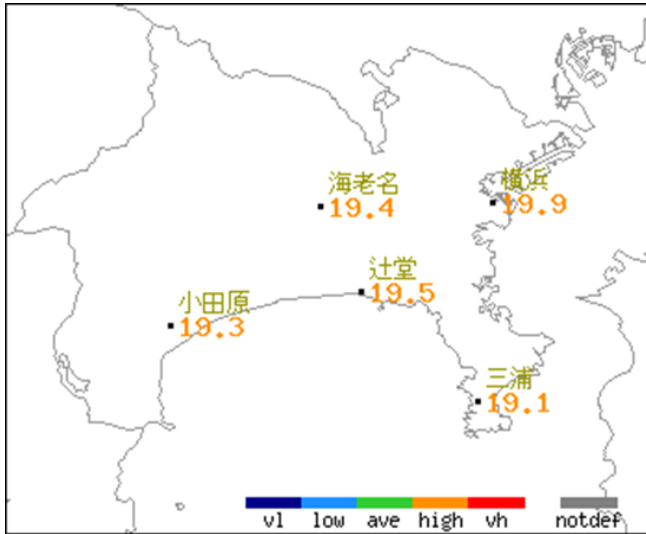 海老名
19.4
横浜
19.9
辻堂
19.5
小田原
19.3
三浦
19.1
vl low ave high vh notdef